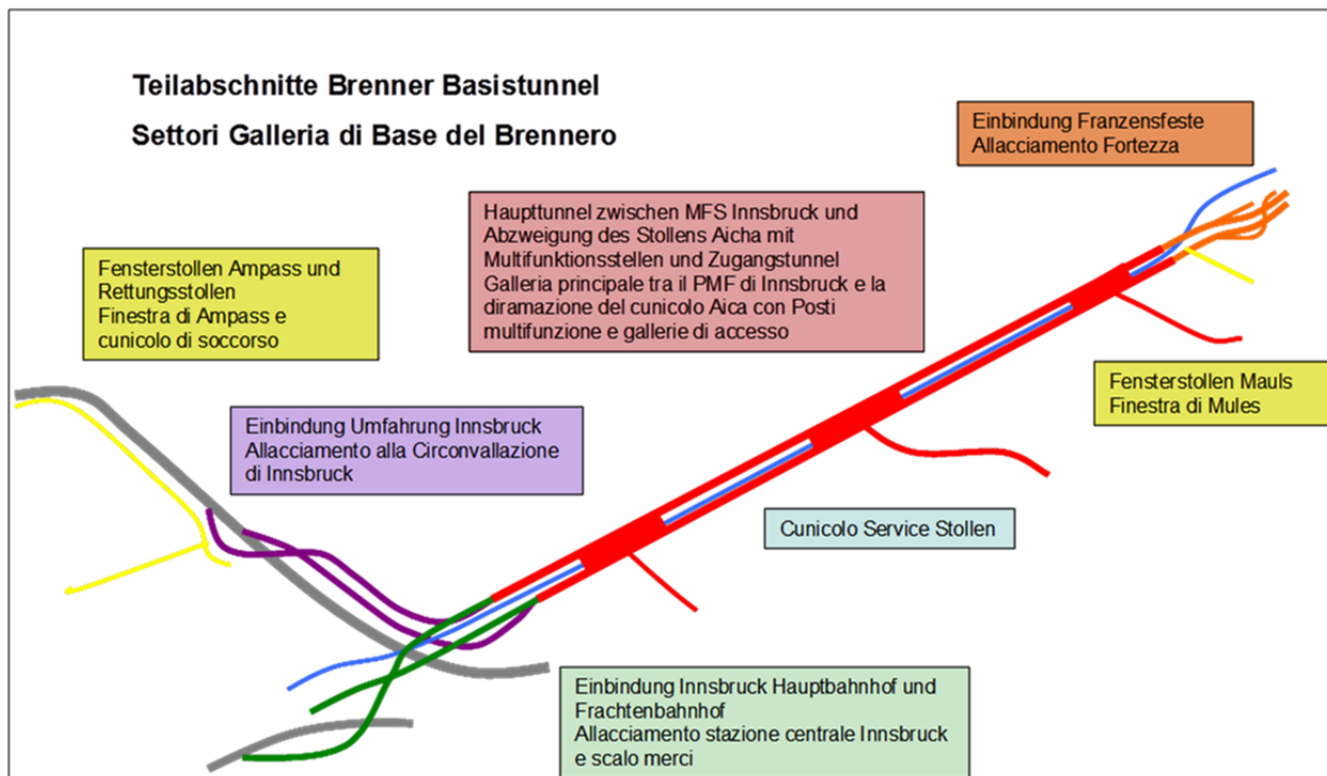 Teilabschnitte Brenner Basistunnel
Settori Galleria di Base del Brennero
Einbindung Franzensfeste
Allacciamento Fortezza
Haupttunnel zwischen MFS Innsbruck und
Abzweigung des Stollens Aicha mit
Multifunktionsstellen und Zugangstunnel
Galleria principale tra il PMF di Innsbruck e la
diramazione del cunicolo Aica con Posti
multifunzione e gallerie di accesso
Fensterstollen Ampass und
Rettungsstollen
Finestra di Ampass e
cunicolo di soccorso
Fensterstollen Mauls
Finestra di Mules
Einbindung Umfahrung Innsbruck
Allacciamento alla Circonvallazione
di Innsbruck
Cunicolo Service Stollen
Einbindung Innsbruck Hauptbahnhof und
Frachtenbahnhof
Allacciamento stazione centrale Innsbruck
e scalo merci